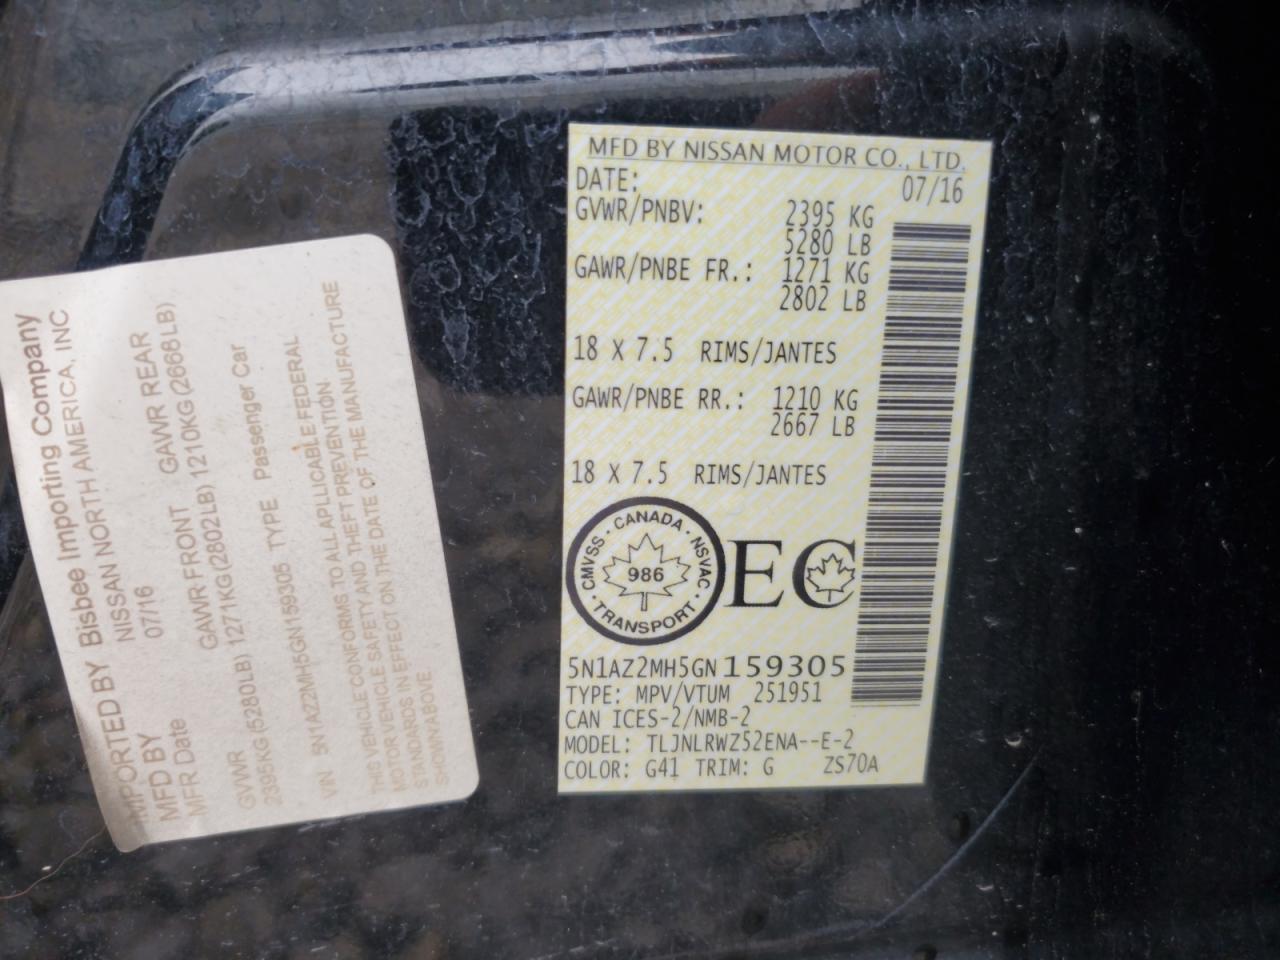 IMPORTED BY Bisbee Importing Company
MFD BY NISSAN NORTH AMERICA, INC
MFR Date 07/16
GAWR FRONT GAWR REAR
GVWR
2395KG(5280LB) 1271KG(2802LB) 1210KG(2668LB)
TYPE Passenger Car
VIN 5N1AZ2MH5GN159305
THIS VEHICLE CONFORMS TO ALL APLLICABLE FEDERAL
MOTOR VEHICLE SAFETY AND THEFT PREVENTION
STANDARDS IN EFFECT ON THE DATE OF THE MANUFACTURE
SHOWN ABOVE
MFD BY NISSAN MOTOR CO., LTD.
DATE: 07/16
GVWR/PNBV: 2395 KG
5280 LB
GAWR/PNBE FR.: 1271 KG
2802 LB
18 X 7.5 RIMS/JANTES
GAWR/PNBE RR.: 1210 KG
2667 LB
18 X 7.5 RIMS/JANTES
CMVSS · CANADA · NSVAC · TRANSPORT ·
986
EC
5N1AZ2MH5GN159305
TYPE: MPV/VTUM 251951
CAN ICES-2/NMB-2
MODEL: TLJNLRWZ52ENA--E-2
COLOR: G41 TRIM: G ZS70A